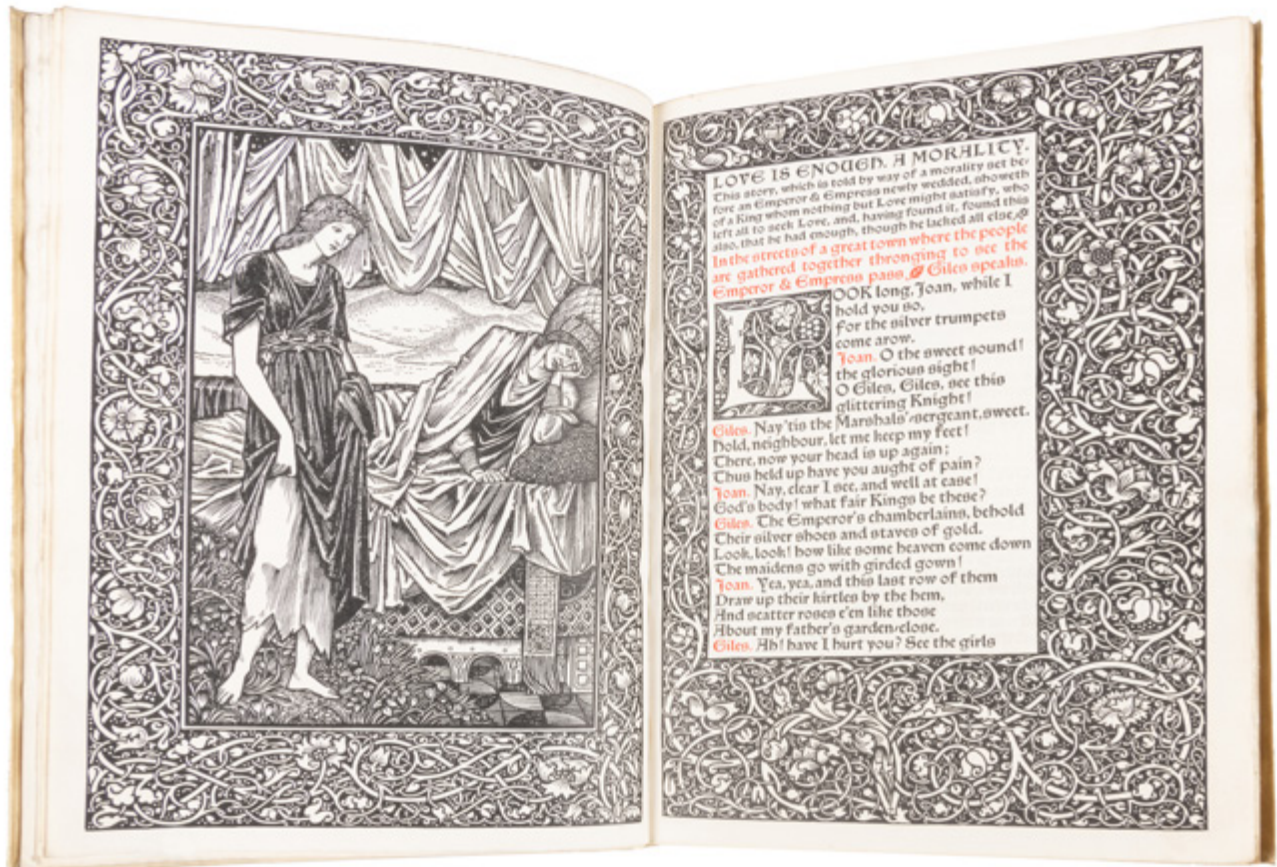 LOVE IS ENOUGH. A MORALITY.
This story, which is told by way of a morality set be-
fore an Emperor & Empress newly wedded, showeth
of a King whom nothing but Love might satisfy, who
left all to seek Love, and, having found it, found this
also, that he had enough, though he lacked all else.
In the streets of a great town where the people
are gathered together thronging to see the
Emperor & Empress pass. Giles speaks.
LOOK long, Joan, while I
hold you so,
For the silver trumpets
come arow.
Joan. O the sweet sound!
the glorious sight!
O Giles, Giles, see this
glittering Knight!
Giles. Nay 'tis the Marshals'-sergeant, sweet.
Hold, neighbour, let me keep my feet!
There, now your head is up again;
Thus held up have you aught of pain?
Joan. Nay, clear I see, and well at ease!
God's body! what fair Kings be these?
Giles. The Emperor's chamberlains, behold
Their silver shoes and staves of gold.
Look, look! how like some heaven come down
The maidens go with girded gown!
Joan. Yea, yea, and this last row of them
Draw up their kirtles by the hem,
And scatter roses e'en like those
About my father's garden-close.
Giles. Ah! have I hurt you? See the girls